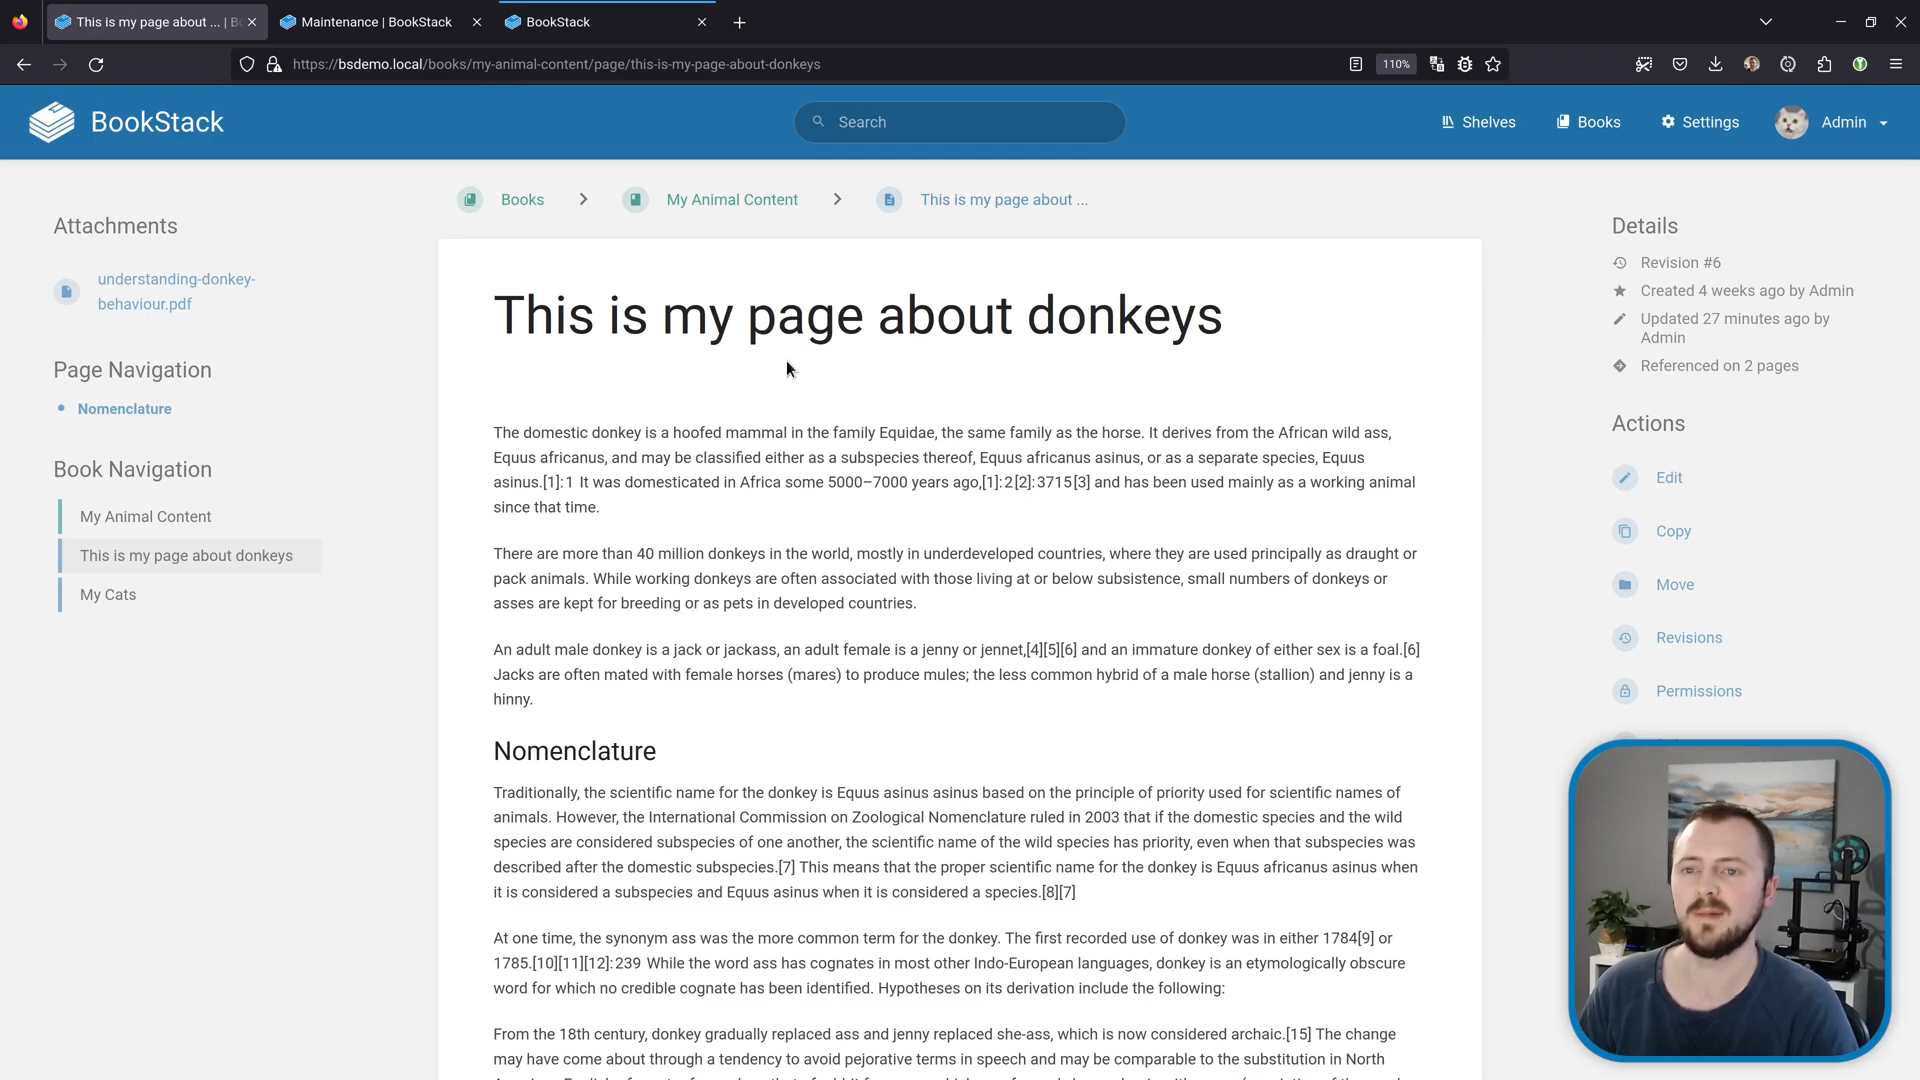 This is my page about ... | B
Maintenance | BookStack
BookStack
https://bsdemo.local/books/my-animal-content/page/this-is-my-page-about-donkeys
110%
BookStack
Search
Shelves
Books
Settings
Admin
Books
My Animal Content
This is my page about ...
Attachments
understanding-donkey-
behaviour.pdf
Page Navigation
Nomenclature
Book Navigation
My Animal Content
This is my page about donkeys
My Cats
This is my page about donkeys
The domestic donkey is a hoofed mammal in the family Equidae, the same family as the horse. It derives from the African wild ass,
Equus africanus, and may be classified either as a subspecies thereof, Equus africanus asinus, or as a separate species, Equus
asinus.[1]:1 It was domesticated in Africa some 5000–7000 years ago,[1]:2[2]:3715[3] and has been used mainly as a working animal
since that time.
There are more than 40 million donkeys in the world, mostly in underdeveloped countries, where they are used principally as draught or
pack animals. While working donkeys are often associated with those living at or below subsistence, small numbers of donkeys or
asses are kept for breeding or as pets in developed countries.
An adult male donkey is a jack or jackass, an adult female is a jenny or jennet,[4][5][6] and an immature donkey of either sex is a foal.[6]
Jacks are often mated with female horses (mares) to produce mules; the less common hybrid of a male horse (stallion) and jenny is a
hinny.
Nomenclature
Traditionally, the scientific name for the donkey is Equus asinus asinus based on the principle of priority used for scientific names of
animals. However, the International Commission on Zoological Nomenclature ruled in 2003 that if the domestic species and the wild
species are considered subspecies of one another, the scientific name of the wild species has priority, even when that subspecies was
described after the domestic subspecies.[7] This means that the proper scientific name for the donkey is Equus africanus asinus when
it is considered a subspecies and Equus asinus when it is considered a species.[8][7]
At one time, the synonym ass was the more common term for the donkey. The first recorded use of donkey was in either 1784[9] or
1785.[10][11][12]:239 While the word ass has cognates in most other Indo-European languages, donkey is an etymologically obscure
word for which no credible cognate has been identified. Hypotheses on its derivation include the following:
From the 18th century, donkey gradually replaced ass and jenny replaced she-ass, which is now considered archaic.[15] The change
may have come about through a tendency to avoid pejorative terms in speech and may be comparable to the substitution in North
Details
Revision #6
Created 4 weeks ago by Admin
Updated 27 minutes ago by
Admin
Referenced on 2 pages
Actions
Edit
Copy
Move
Revisions
Permissions